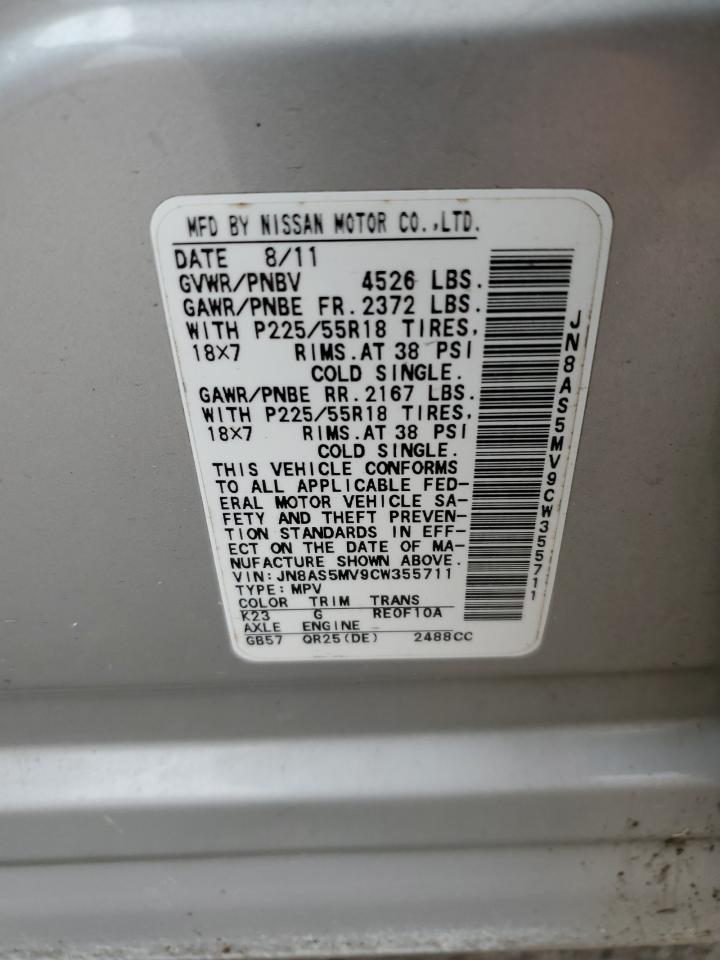 MFD BY NISSAN MOTOR CO.,LTD.
DATE 8/11
GVWR/PNBV 4526 LBS.
GAWR/PNBE FR.2372 LBS.
WITH P225/55R18 TIRES,
18X7 RIMS.AT 38 PSI
COLD SINGLE.
GAWR/PNBE RR.2167 LBS.
WITH P225/55R18 TIRES,
18X7 RIMS.AT 38 PSI
COLD SINGLE.
THIS VEHICLE CONFORMS
TO ALL APPLICABLE FED-
ERAL MOTOR VEHICLE SA-
FETY AND THEFT PREVEN-
TION STANDARDS IN EFF-
ECT ON THE DATE OF MA-
NUFACTURE SHOWN ABOVE.
VIN:JN8AS5MV9CW355711
TYPE:MPV
COLOR TRIM TRANS
K23 G RE0F10A
AXLE ENGINE
GB57 QR25(DE) 2488CC
JN8AS5MV9CW355711